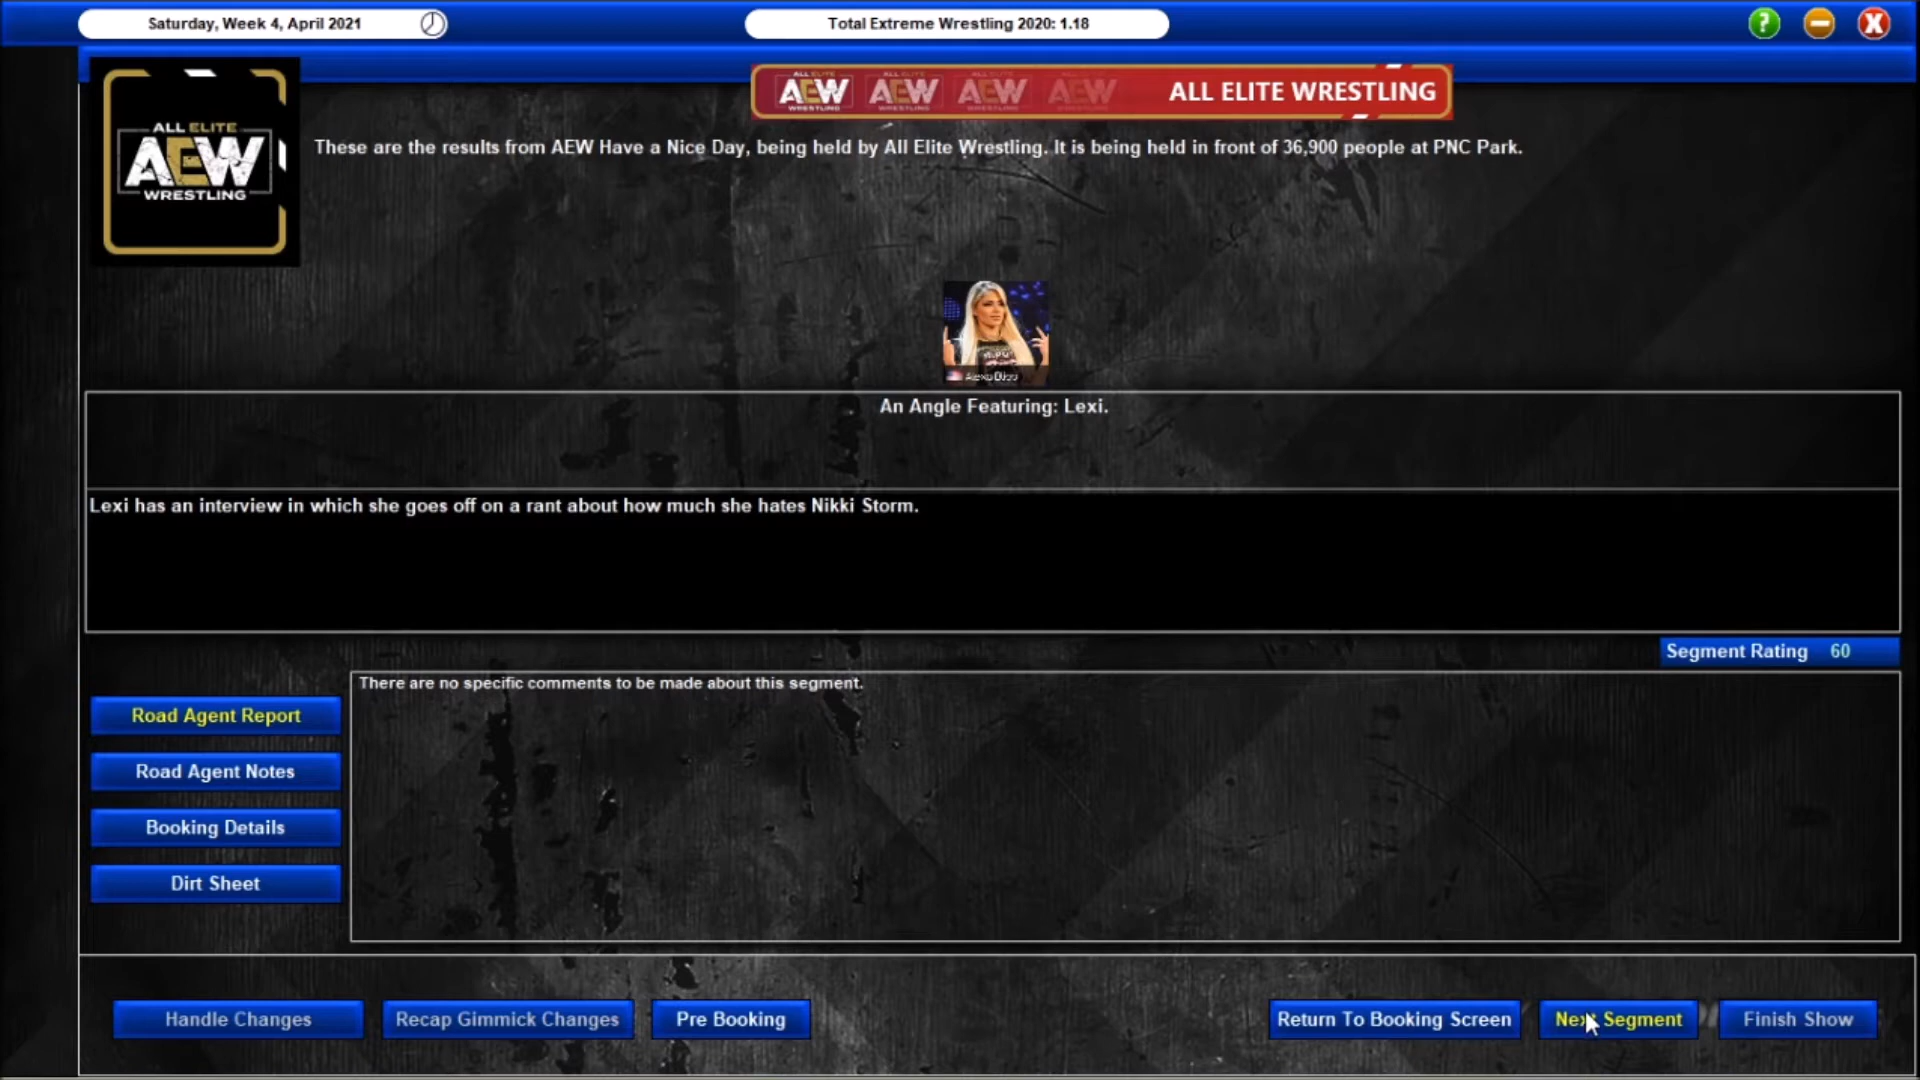 Saturday, Week 4, April 2021
Total Extreme Wrestling 2020: 1.18
?
X
ALL ELITE
AEW
WRESTLING
ALL ELITE WRESTLING
These are the results from AEW Have a Nice Day, being held by All Elite Wrestling. It is being held in front of 36,900 people at PNC Park.
Alexa Bliss
An Angle Featuring: Lexi.
Lexi has an interview in which she goes off on a rant about how much she hates Nikki Storm.
Segment Rating 60
Road Agent Report
Road Agent Notes
Booking Details
Dirt Sheet
There are no specific comments to be made about this segment.
Handle Changes
Recap Gimmick Changes
Pre Booking
Return To Booking Screen
Next Segment
Finish Show